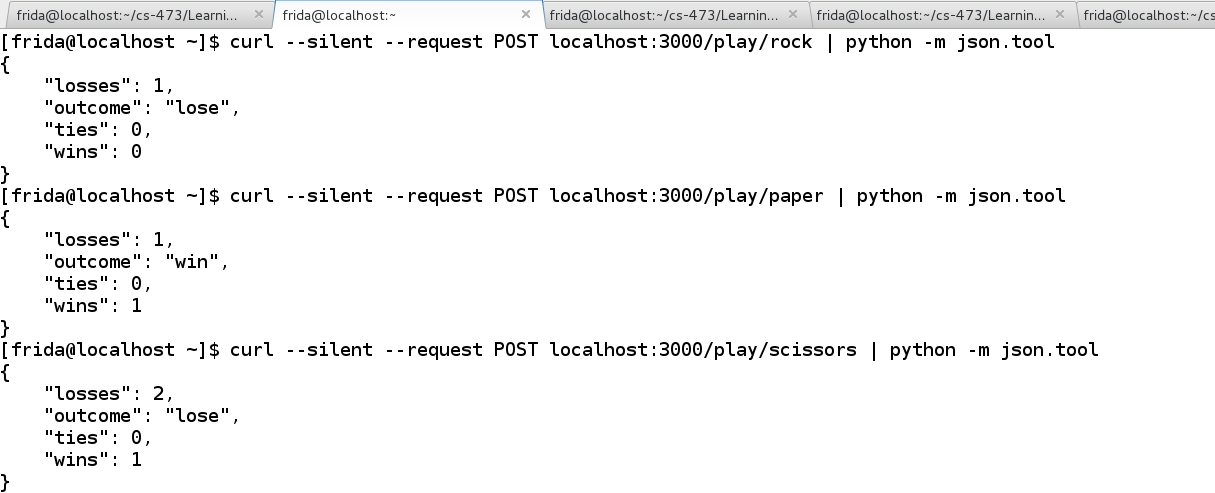 frida@localhost:~/cs-473/Learni... × frida@localhost:~ × frida@localhost:~/cs-473/Learnin... × frida@localhost:~/cs-473/Learnin... × frida@localhost:~/cs
[frida@localhost ~]$ curl --silent --request POST localhost:3000/play/rock | python -m json.tool
{
    "losses": 1,
    "outcome": "lose",
    "ties": 0,
    "wins": 0
}
[frida@localhost ~]$ curl --silent --request POST localhost:3000/play/paper | python -m json.tool
{
    "losses": 1,
    "outcome": "win",
    "ties": 0,
    "wins": 1
}
[frida@localhost ~]$ curl --silent --request POST localhost:3000/play/scissors | python -m json.tool
{
    "losses": 2,
    "outcome": "lose",
    "ties": 0,
    "wins": 1
}